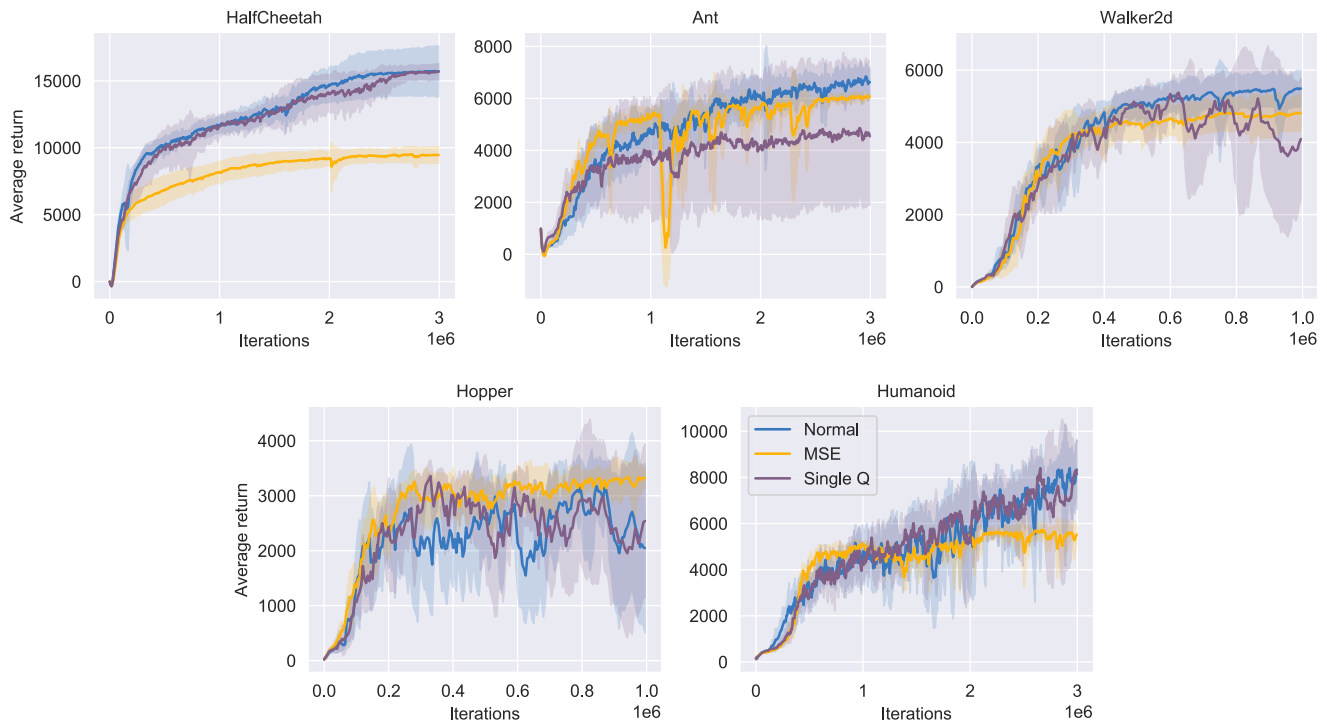 HalfCheetah
Ant
Walker2d
15000
10000
5000
0
Average return
0 1 2 3
Iterations
1e6
8000
6000
4000
2000
0
0 1 2 3
Iterations
1e6
6000
4000
2000
0
0.0 0.2 0.4 0.6 0.8 1.0
Iterations
1e6
Hopper
Humanoid
4000
3000
2000
1000
0
Average return
0.0 0.2 0.4 0.6 0.8 1.0
Iterations
1e6
10000
8000
6000
4000
2000
0
Normal
MSE
Single Q
0 1 2 3
Iterations
1e6